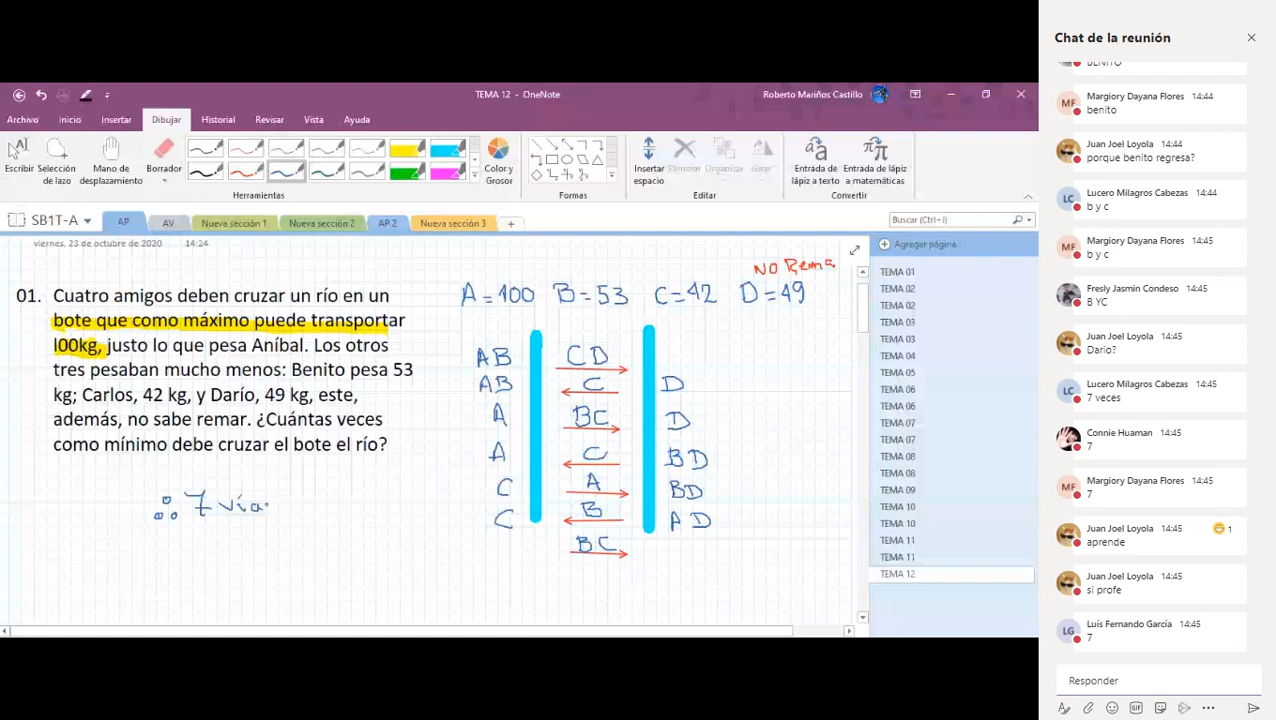 TEMA 12 - OneNote
Roberto Mariños Castillo
Archivo Inicio Insertar Dibujar Historial Revisar Vista Ayuda
Escribir
Selección de lazo
Mano de desplazamiento
Borrador
Color y Grosor
Insertar espacio
Eliminar
Organizar
Girar
Entrada de lápiz a texto
Entrada de lápiz a matemáticas
Herramientas Formas Editar Convertir
SB1T-A AP AV Nueva sección 1 Nueva sección 2 AP 2 Nueva sección 3 + Buscar (Ctrl+I)
viernes, 23 de octubre de 2020 14:24
01. Cuatro amigos deben cruzar un río en un
bote que como máximo puede transportar
l00kg, justo lo que pesa Aníbal. Los otros
tres pesaban mucho menos: Benito pesa 53
kg; Carlos, 42 kg, y Darío, 49 kg, este,
además, no sabe remar. ¿Cuántas veces
como mínimo debe cruzar el bote el río?
∴ 7 via
NO Rema
A = 100 B = 53 C = 42 D = 49
AB CD
AB C D
A BC D
A C BD
C A BD
C B AD
BC
Agregar página
TEMA 01
TEMA 02
TEMA 02
TEMA 03
TEMA 04
TEMA 05
TEMA 06
TEMA 07
TEMA 07
TEMA 08
TEMA 08
TEMA 09
TEMA 10
TEMA 10
TEMA 11
TEMA 11
TEMA 12
Chat de la reunión
BENITO
MF Margiory Dayana Flores 14:44
benito
Juan Joel Loyola 14:44
porque benito regresa?
LC Lucero Milagros Cabezas 14:44
b y c
MF Margiory Dayana Flores 14:45
b y c
Fresly Jasmin Condeso 14:45
B YC
Juan Joel Loyola 14:45
Darío?
LC Lucero Milagros Cabezas 14:45
7 veces
Connie Huaman 14:45
7
MF Margiory Dayana Flores 14:45
7
Juan Joel Loyola 14:45 1
aprende
Juan Joel Loyola 14:45
si profe
LG Luís Fernando García 14:45
7
Responder
GIF